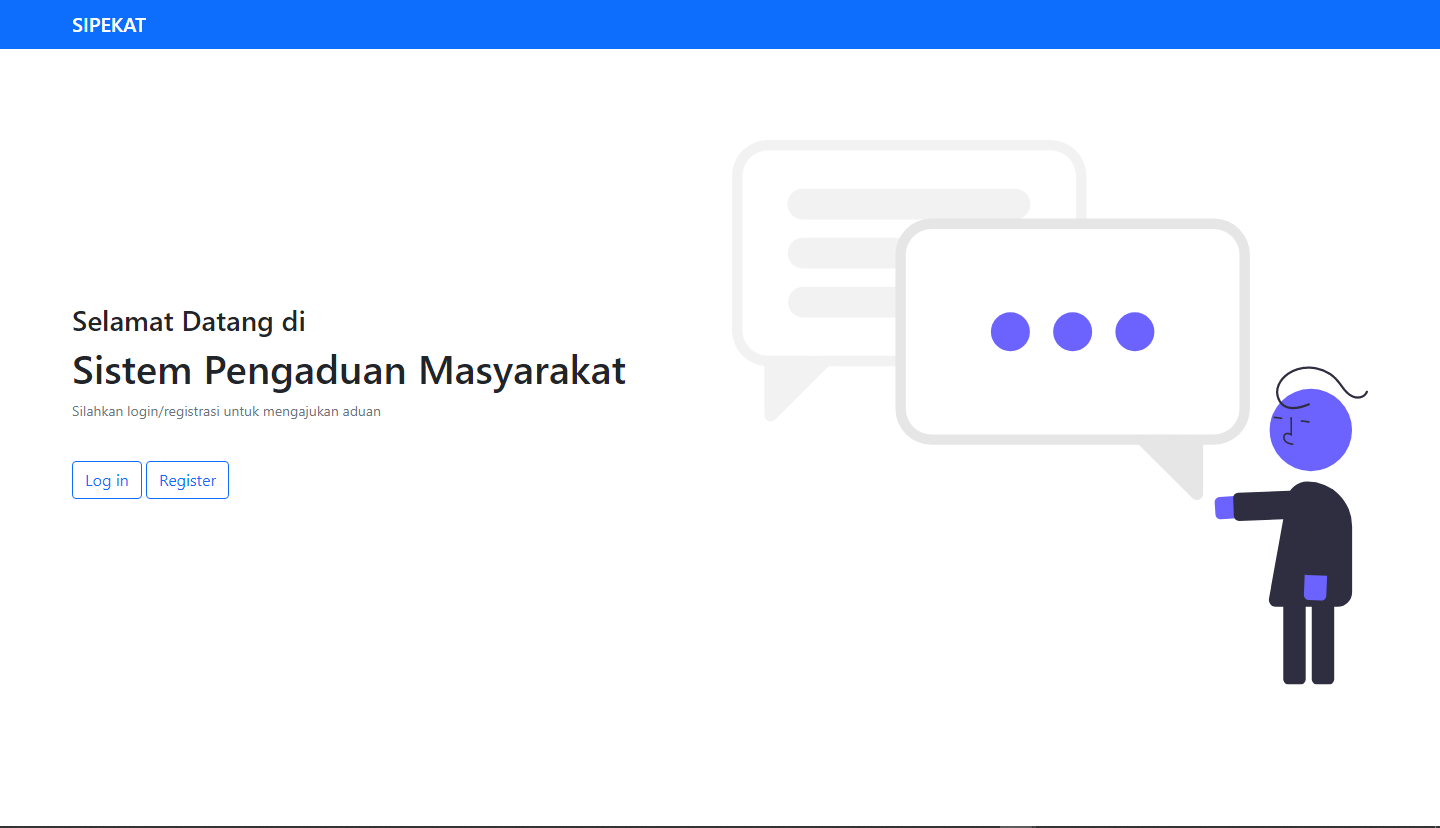 SIPEKAT
Selamat Datang di
Sistem Pengaduan Masyarakat
Silahkan login/registrasi untuk mengajukan aduan
Log in Register